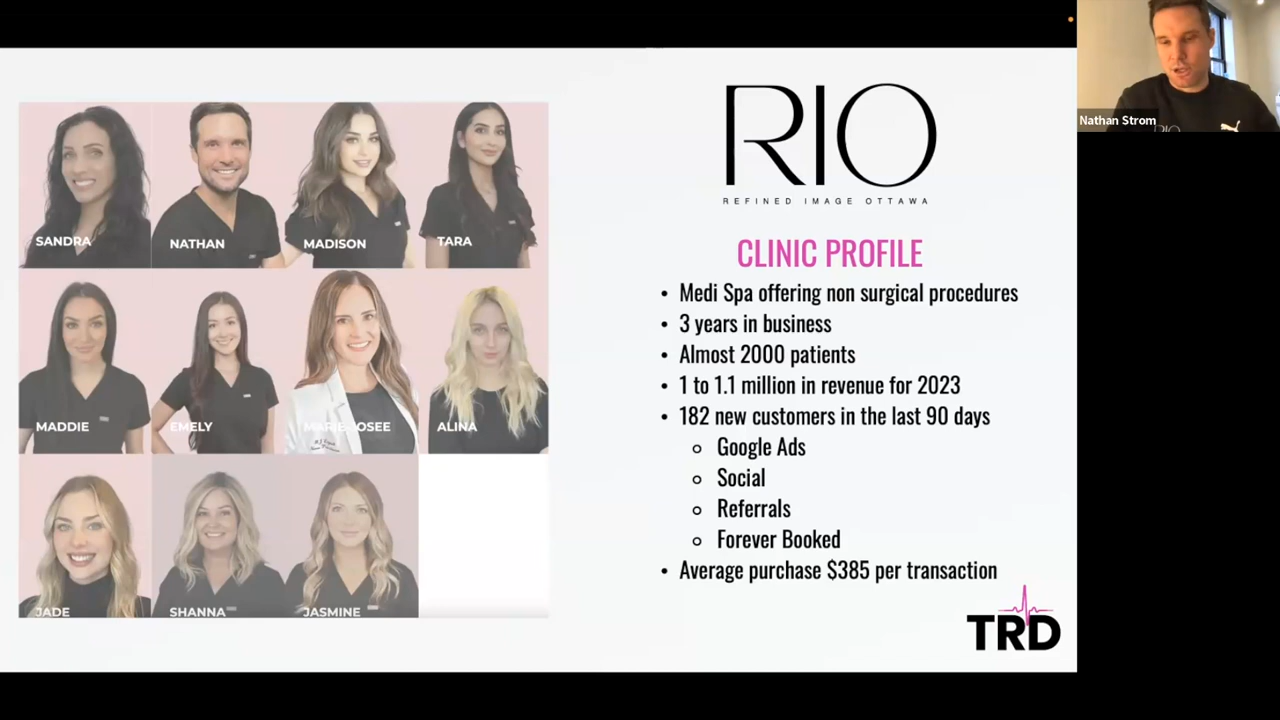 Nathan Strom
RIO
REFINED IMAGE OTTAWA
CLINIC PROFILE
• Medi Spa offering non surgical procedures
• 3 years in business
• Almost 2000 patients
• 1 to 1.1 million in revenue for 2023
• 182 new customers in the last 90 days
○ Google Ads
○ Social
○ Referrals
○ Forever Booked
• Average purchase $385 per transaction
TRD
SANDRA
NATHAN
MADISON
TARA
MADDIE
EMELY
MARIE-JOSEE
ALINA
JADE
SHANNA
JASMINE